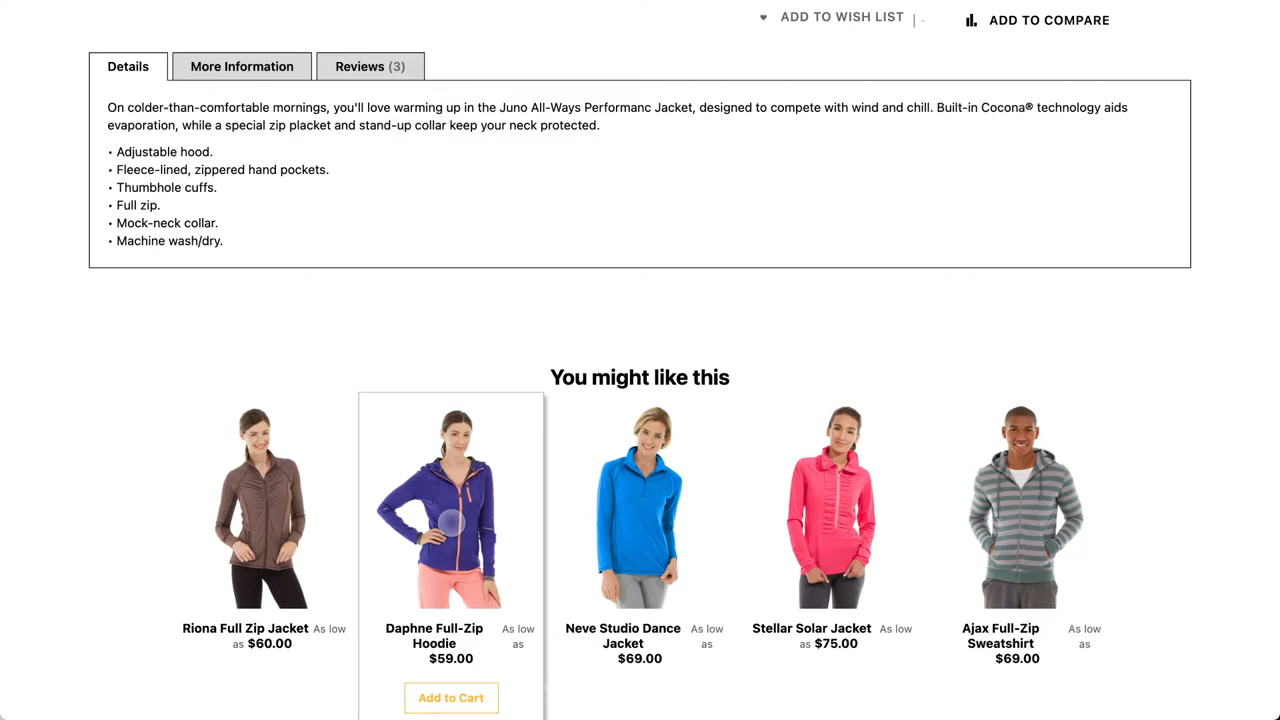 ADD TO WISH LIST
ADD TO COMPARE
Details
More Information
Reviews (3)
On colder-than-comfortable mornings, you'll love warming up in the Juno All-Ways Performanc Jacket, designed to compete with wind and chill. Built-in Cocona® technology aids
evaporation, while a special zip placket and stand-up collar keep your neck protected.
• Adjustable hood.
• Fleece-lined, zippered hand pockets.
• Thumbhole cuffs.
• Full zip.
• Mock-neck collar.
• Machine wash/dry.
You might like this
Riona Full Zip Jacket As low
as $60.00
Daphne Full-Zip As low
Hoodie as
$59.00
Add to Cart
Neve Studio Dance As low
Jacket as
$69.00
Stellar Solar Jacket As low
as $75.00
Ajax Full-Zip As low
Sweatshirt as
$69.00